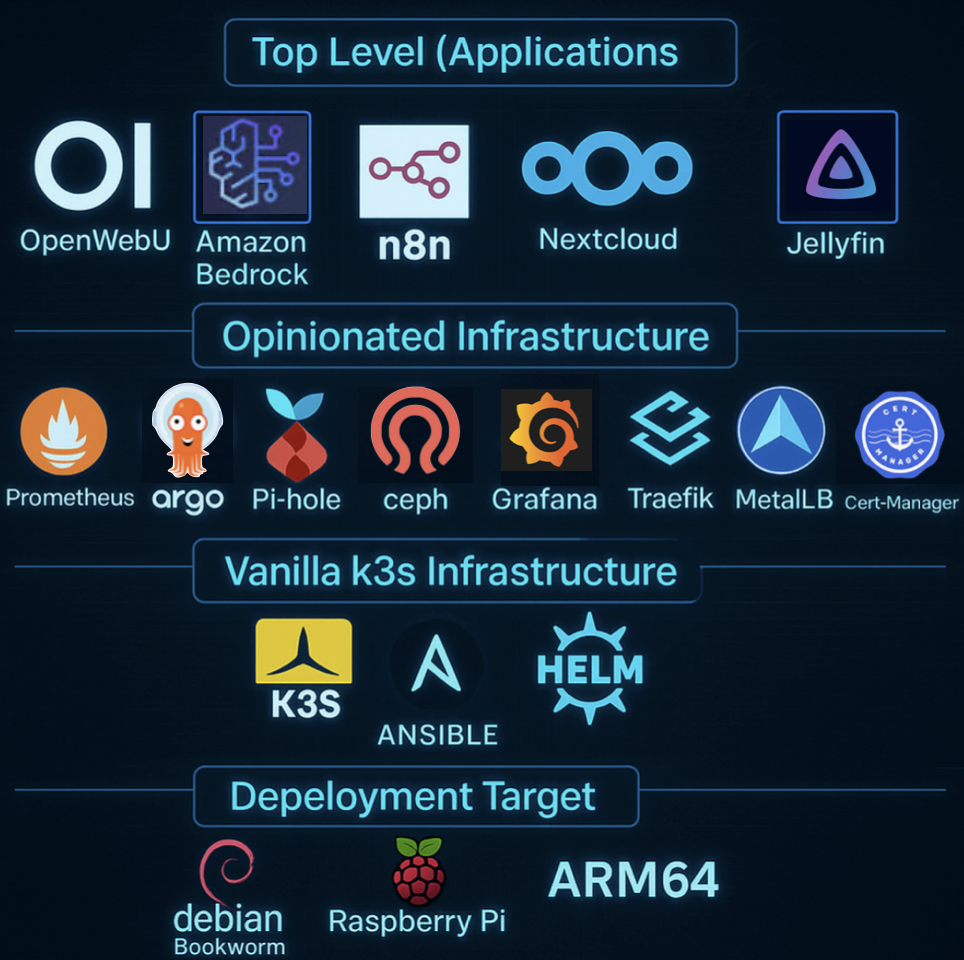 Top Level (Applications
OI
OpenWebU
Amazon
Bedrock
n8n
Nextcloud
Jellyfin
Opinionated Infrastructure
CERT
MANAGER
Prometheus
argo
Pi-hole
ceph
Grafana
Traefik
MetalLB
Cert-Manager
Vanilla k3s Infrastructure
K3S
ANSIBLE
HELM
Depeloyment Target
debian
Bookworm
Raspberry Pi
ARM64